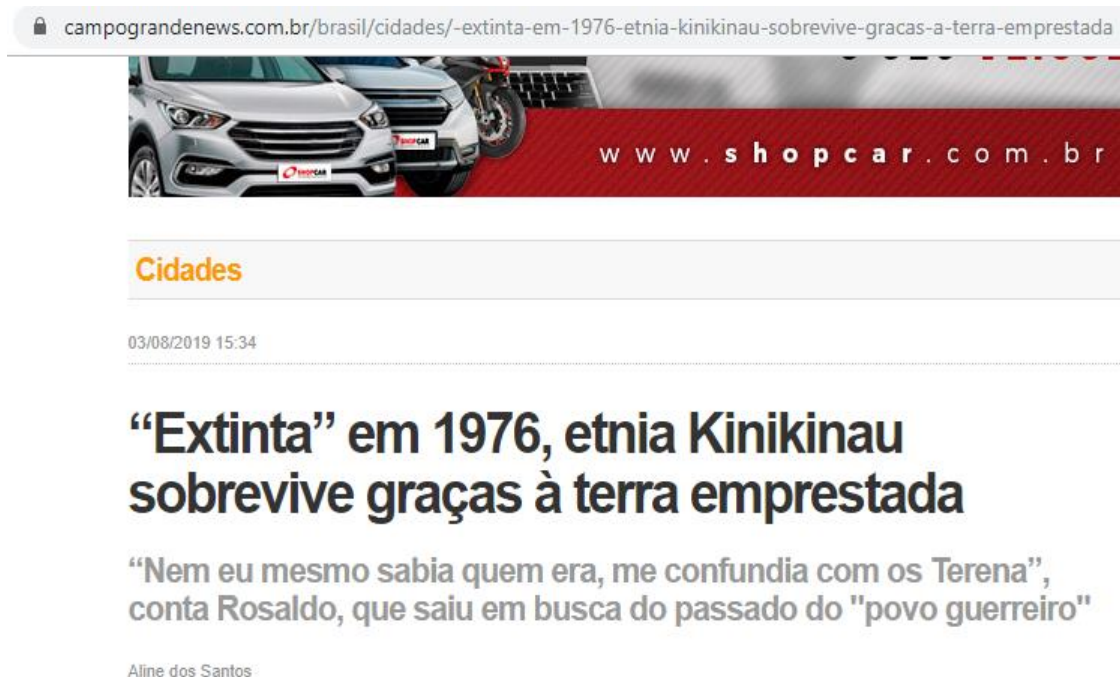 campograndenews.com.br/brasil/cidades/-extinta-em-1976-etnia-kinikinau-sobrevive-gracas-a-terra-emprestada
SHOPCAR
SHOPCAR
www.shopcar.com.br
Cidades
03/08/2019 15:34
“Extinta” em 1976, etnia Kinikinau
sobrevive graças à terra emprestada
“Nem eu mesmo sabia quem era, me confundia com os Terena”,
conta Rosaldo, que saiu em busca do passado do "povo guerreiro"
Aline dos Santos